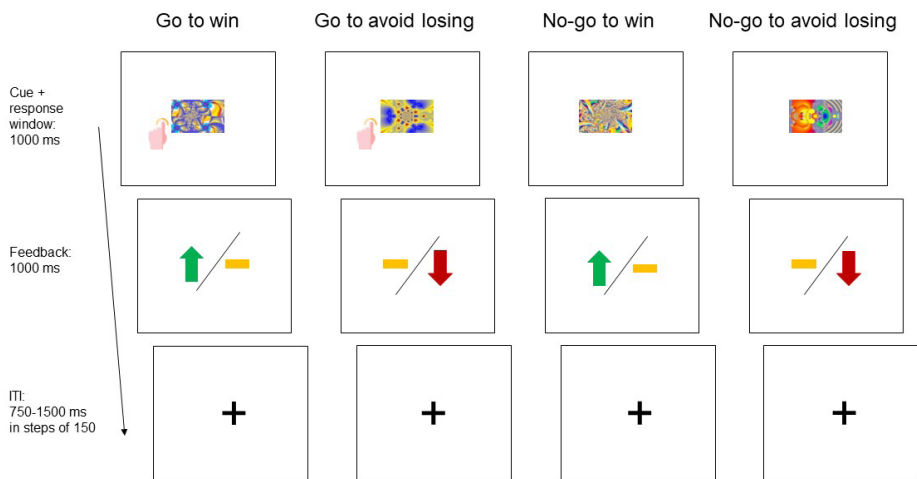 Go to win
Go to avoid losing
No-go to win
No-go to avoid losing
Cue +
response
window:
1000 ms
Feedback:
1000 ms
ITI:
750-1500 ms
in steps of 150